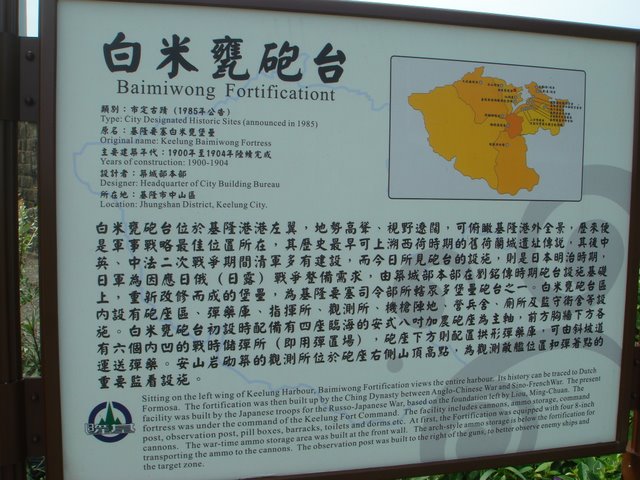 白米甕砲台
Baimiwong Fortificationt
類別：市定古蹟（1985年公告）
Type: City Designated Historic Sites (announced in 1985)
原名：基隆要塞白米甕堡壘
Original name: Keelung Baimiwong Fortress
主要建築年代：1900年至1904年陸續完成
Years of construction: 1900-1904
設計者：築城部本部
Designer: Headquarter of City Building Bureau
所在地：基隆市中山區
Location: Jhungshan District, Keelung City.
白米甕砲台位於基隆港港左翼，地勢高聳、視野遼闊，可俯瞰基隆港外全景，歷來便
是軍事戰略最佳位置所在，其歷史最早可上溯西荷時期的舊荷蘭城遺址傳說，其後中
英、中法二次戰爭期間清軍多有建設，而今日所見砲台的設施，則是日本明治時期，
日軍為因應日俄（日露）戰爭整備需求，由築城部本部在劉銘傳時期砲台設施基礎
上，重新改修而成的堡壘，為基隆要塞司令部所轄眾多堡壘砲台之一。白米甕砲台區
內設有砲座區、彈藥庫、指揮所、觀測所、機槍陣地、營兵舍、廁所及監守衛舍等設
施。白米甕砲台初設時配備有四座臨海的安式八吋加農砲座為主軸，前方胸牆下方各
有六個內凹的戰時儲彈所（即用彈置場），砲座下方則配置拱形彈藥庫，可由斜坡道
運送彈藥。安山岩砌築的觀測所位於砲座右側山頂高點，為觀測敵艦位置和彈著點的
重要監看設施。
Sitting on the left wing of Keelung Harbour, Baimiwong Fortification views the entire harbour. Its history can be traced to Dutch
Formosa. The fortification was then built up by the Ching Dynasty between Anglo-Chinese War and Sino-French War. The present
facility was built by the Japanese troops for the Russo-Japanese War, based on the foundation left by Liou, Ming-Chuan. The
fortress was under the command of the Keelung Fort Command. The facility includes cannons, ammo storage, command
post, observation post, pill boxes, barracks, toilets and dorms etc. At first, the Fortification was equipped with four 8-inch
cannons. The war-time ammo storage area was built at the front wall. The arch-style ammo storage is below the fortification for
transporting the ammo to the cannons. The observation post was built to the right of the guns, to better observe enemy ships and
the target zone.